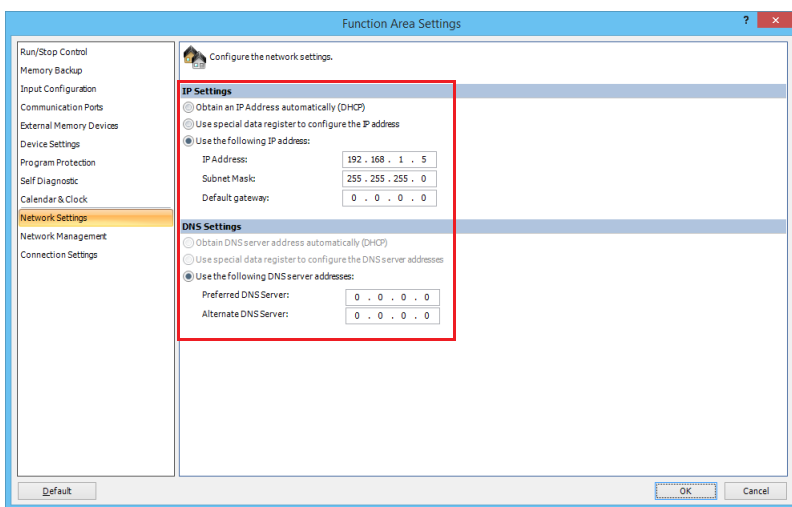 Function Area Settings
? ×
Run/Stop Control
Memory Backup
Input Configuration
Communication Ports
External Memory Devices
Device Settings
Program Protection
Self Diagnostic
Calendar & Clock
Network Settings
Network Management
Connection Settings
Configure the network settings.
IP Settings
Obtain an IP Address automatically (DHCP)
Use special data register to configure the IP address
Use the following IP address:
IP Address: 192 . 168 . 1 . 5
Subnet Mask: 255 . 255 . 255 . 0
Default gateway: 0 . 0 . 0 . 0
DNS Settings
Obtain DNS server address automatically (DHCP)
Use special data register to configure the DNS server addresses
Use the following DNS server addresses:
Preferred DNS Server: 0 . 0 . 0 . 0
Alternate DNS Server: 0 . 0 . 0 . 0
Default
OK Cancel